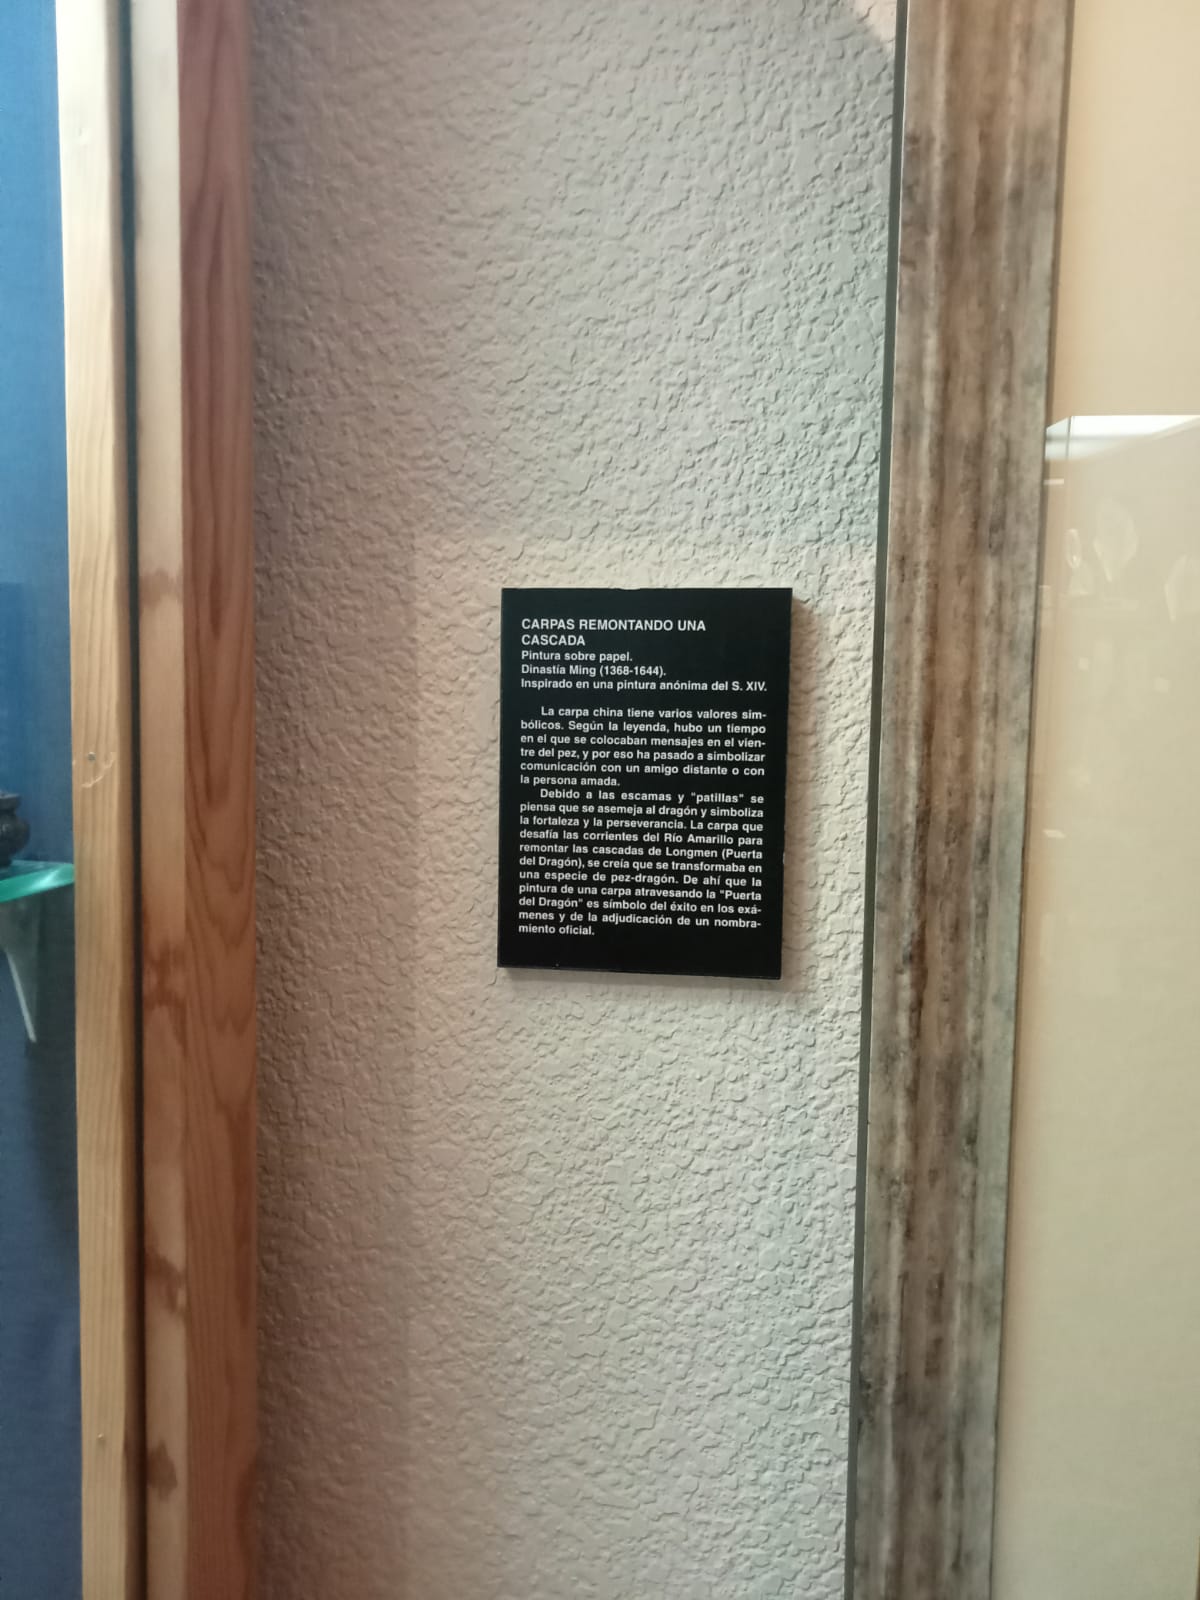 CARPAS REMONTANDO UNA
CASCADA
Pintura sobre papel.
Dinastía Ming (1368-1644).
Inspirado en una pintura anónima del S. XIV.
La carpa china tiene varios valores sim-
bólicos. Según la leyenda, hubo un tiempo
en el que se colocaban mensajes en el vien-
tre del pez, y por eso ha pasado a simbolizar
comunicación con un amigo distante o con
la persona amada.
Debido a las escamas y "patillas" se
piensa que se asemeja al dragón y simboliza
la fortaleza y la perseverancia. La carpa que
desafía las corrientes del Río Amarillo para
remontar las cascadas de Longmen (Puerta
del Dragón), se creía que se transformaba en
una especie de pez-dragón. De ahí que la
pintura de una carpa atravesando la "Puerta
del Dragón" es símbolo del éxito en los exá-
menes y de la adjudicación de un nombra-
miento oficial.